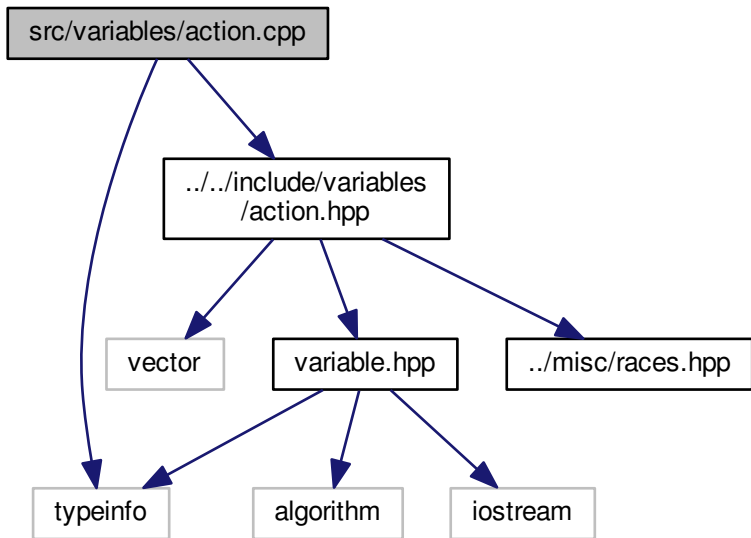 src/variables/action.cpp
../../include/variables
/action.hpp
vector
variable.hpp
../misc/races.hpp
typeinfo
algorithm
iostream